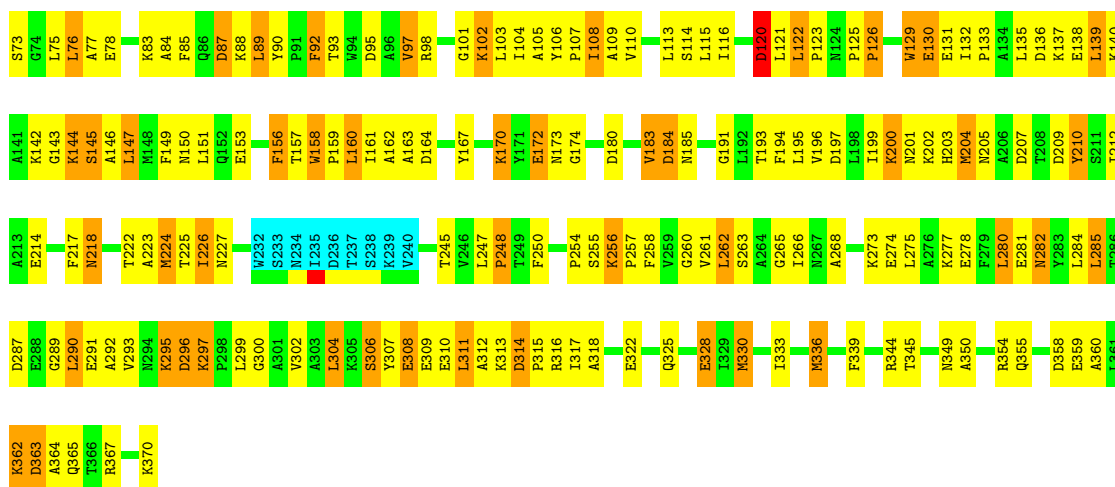 S73 G74 L75 L76 A77 E78 K83 A84 F85 Q86 D87 K88 L89 Y90 P91 F92 T93 W94 D95 A96 V97 R98 G101 K102 L103 I104 A105 Y106 P107 I108 A109 V110 L113 S114 L115 I116 D120 L121 L122 P123 N124 P125 P126 W129 E130 E131 I132 P133 A134 L135 D136 K137 E138 L139 K140
A141 K142 G143 K144 S145 A146 L147 M148 F149 N150 L151 Q152 E153 F156 T157 W158 P159 L160 I161 A162 A163 D164 Y167 K170 Y171 E172 N173 G174 D180 V183 D184 N185 G191 L192 T193 F194 L195 V196 D197 L198 I199 K200 N201 K202 H203 M204 N205 A206 D207 T208 D209 Y210 S211 I212
A213 E214 F217 N218 T222 A223 M224 T225 I226 N227 W232 S233 N234 I235 D236 T237 S238 K239 V240 T245 V246 L247 P248 T249 F250 P254 S255 K256 P257 F258 V259 G260 V261 L262 S263 A264 G265 I266 N267 A268 K273 E274 L275 A276 K277 E278 F279 L280 E281 N282 Y283 L284 L285 T286
D287 E288 G289 L290 E291 A292 V293 N294 K295 D296 K297 P298 L299 G300 A301 V302 A303 L304 K305 S306 Y307 E308 E309 E310 L311 A312 K313 D314 P315 R316 I317 A318 E322 Q325 E328 I329 M330 I333 M336 F339 R344 T345 N349 A350 R354 Q355 D358 E359 A360 L361
K362 D363 A364 Q365 T366 R367 K370